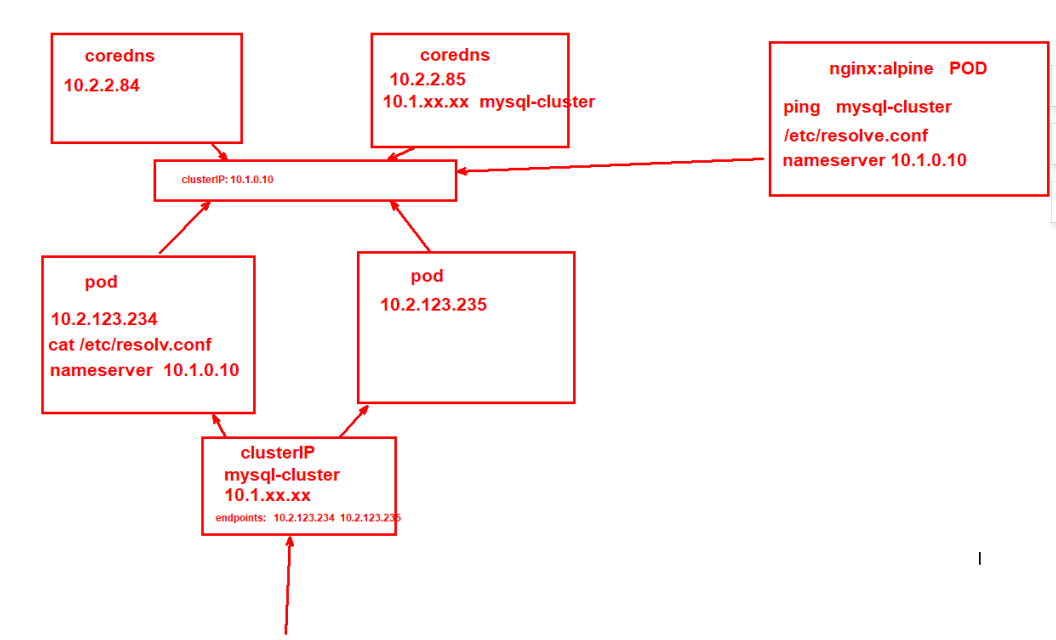 coredns
10.2.2.84
coredns
10.2.2.85
10.1.xx.xx mysql-cluster
nginx:alpine POD
ping mysql-cluster
/etc/resolve.conf
nameserver 10.1.0.10
clusterIP: 10.1.0.10
pod
10.2.123.234
cat /etc/resolv.conf
nameserver 10.1.0.10
pod
10.2.123.235
clusterIP
mysql-cluster
10.1.xx.xx
endpoints: 10.2.123.234 10.2.123.235